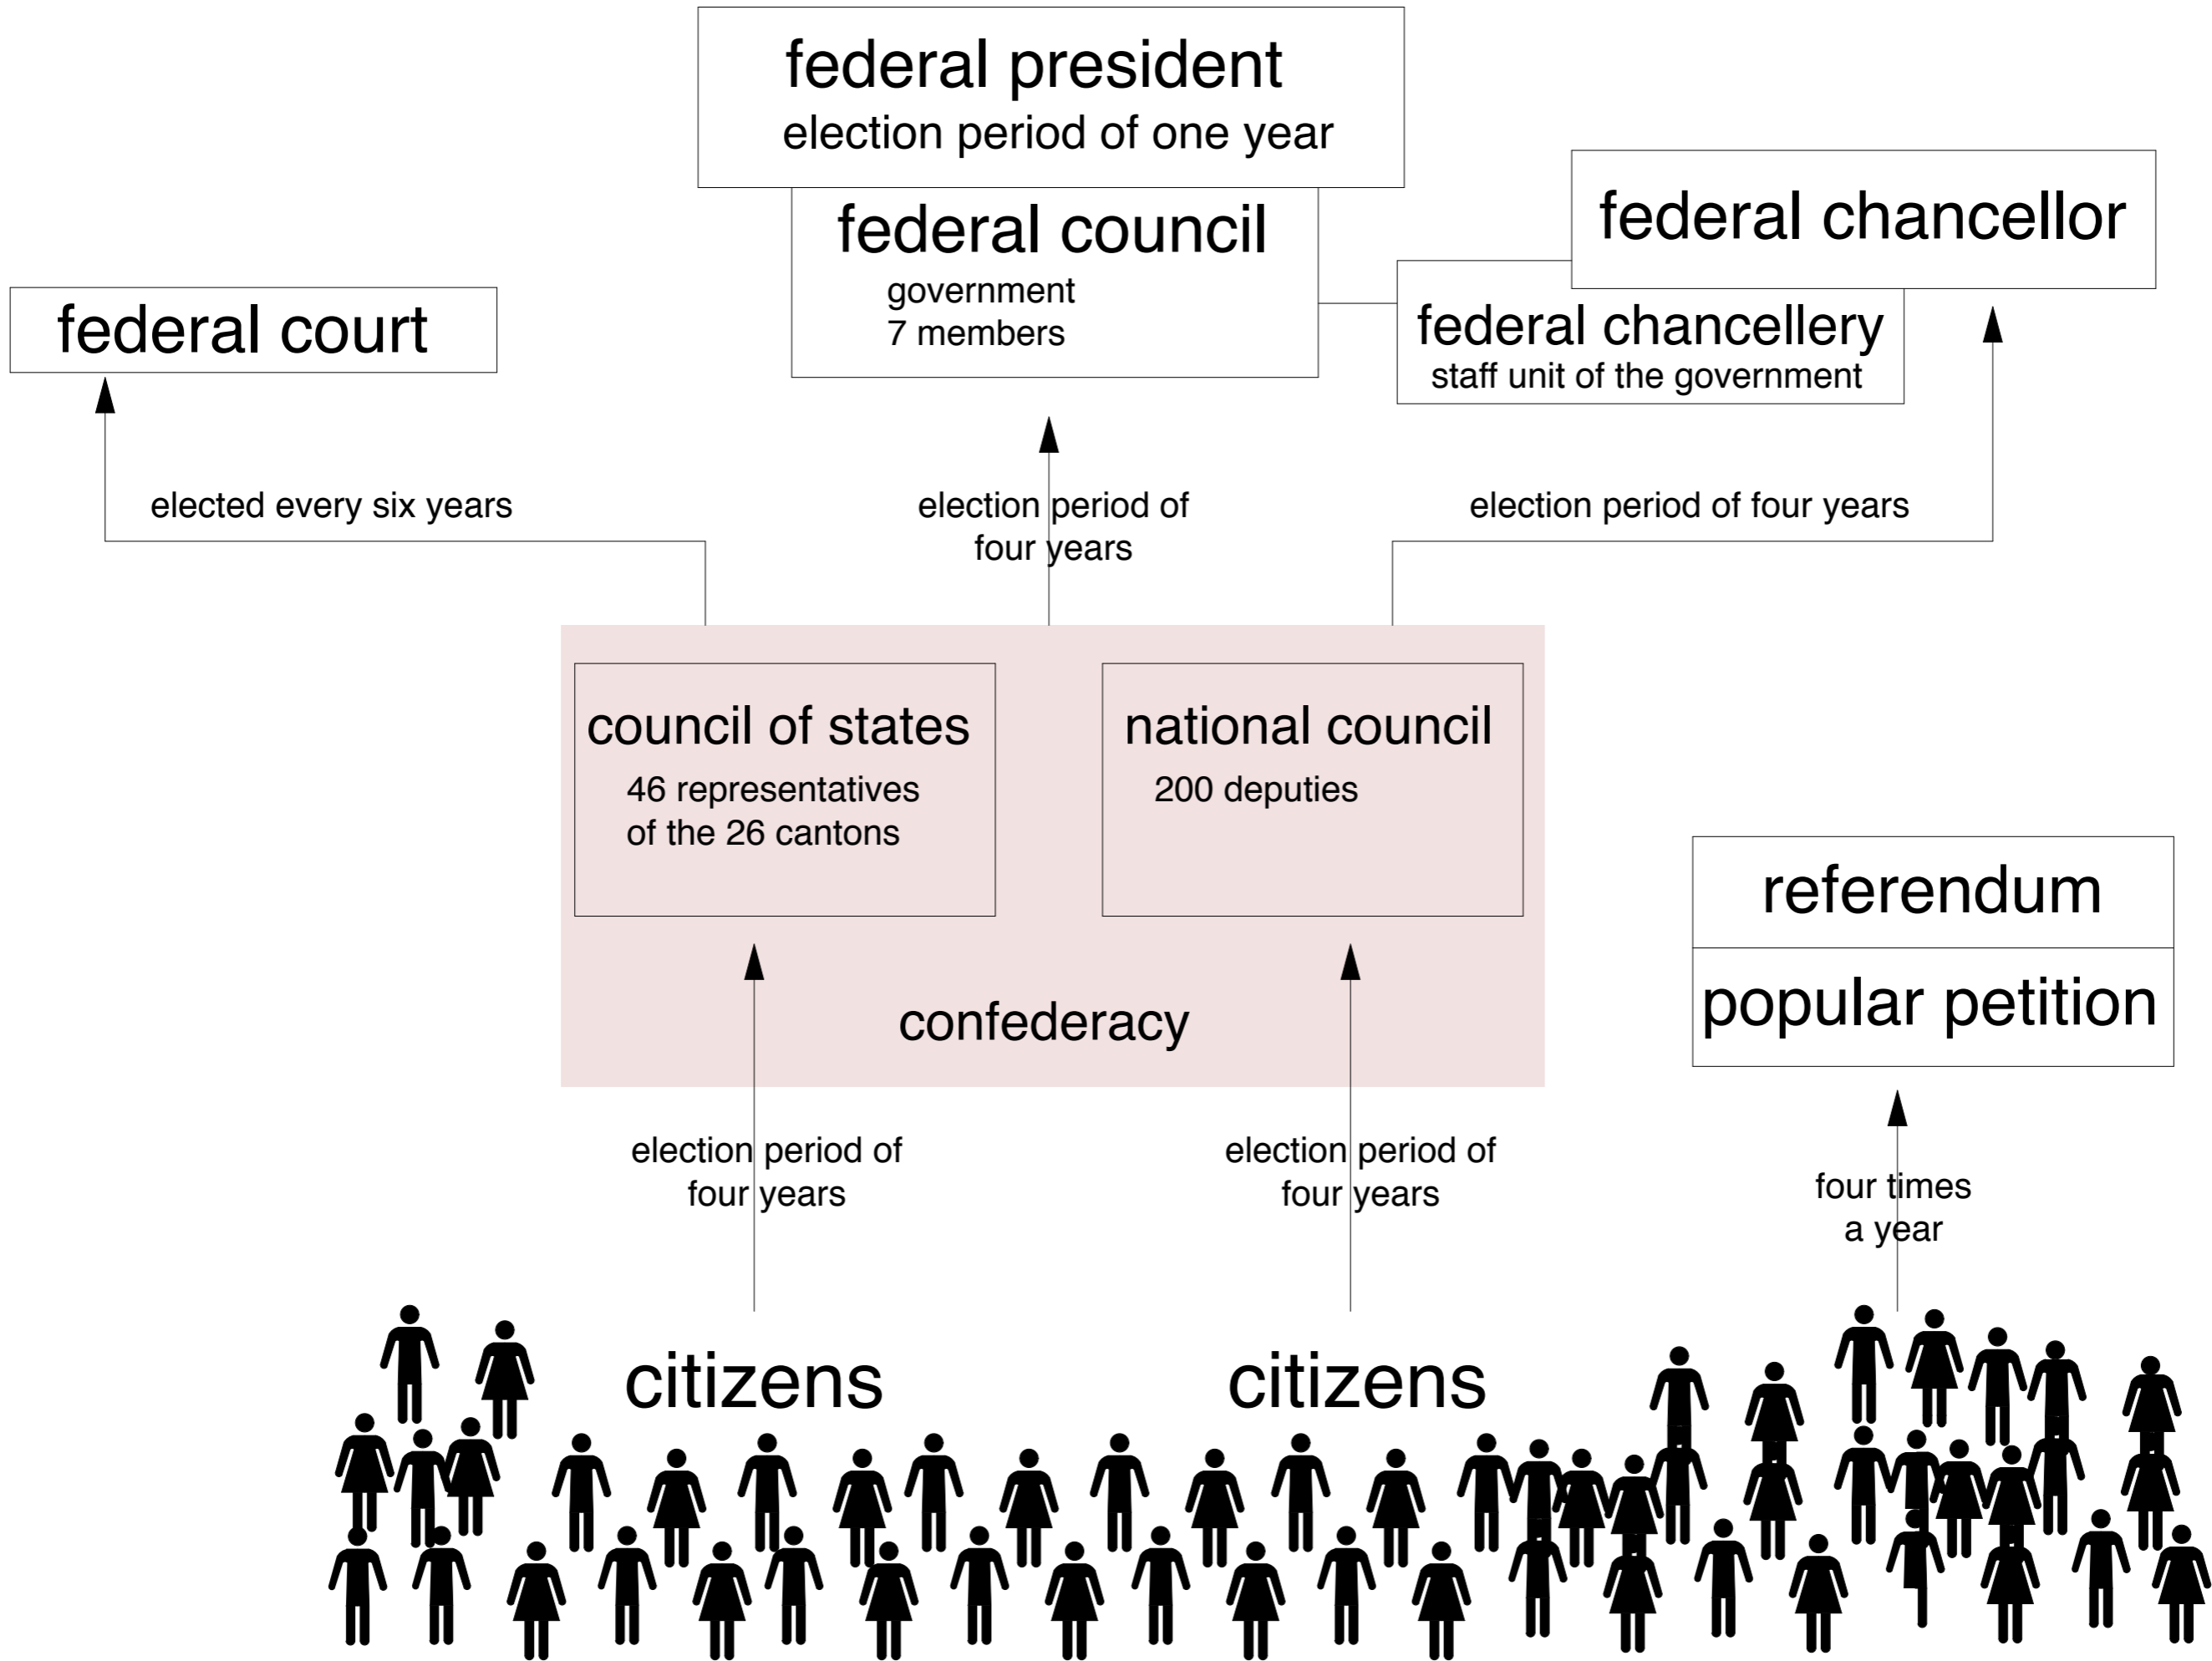 federal president
election period of one year
federal council
government
7 members
federal chancellor
federal chancellery
staff unit of the government
federal court
elected every six years
election period of
four years
election period of four years
council of states
46 representatives
of the 26 cantons
national council
200 deputies
confederacy
referendum
popular petition
election period of
four years
election period of
four years
four times
a year
citizens
citizens